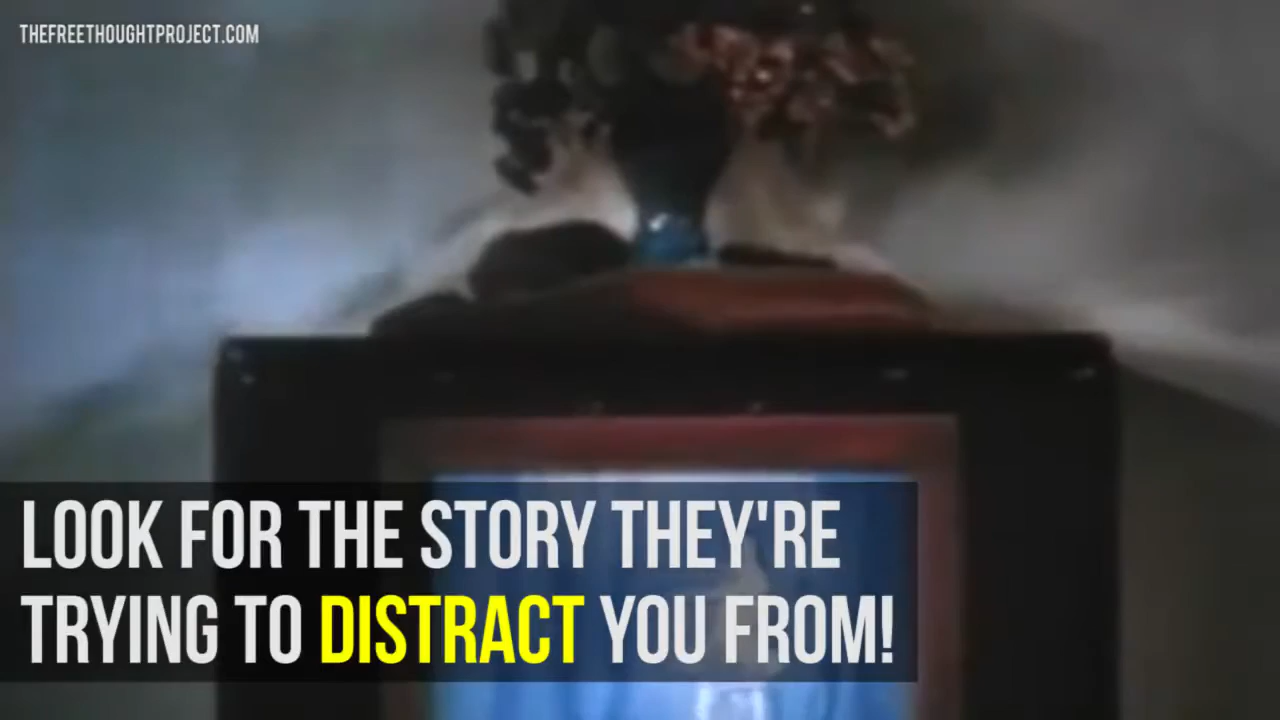 THEFREETHOUGHTPROJECT.COM
LOOK FOR THE STORY THEY'RE
TRYING TO DISTRACT YOU FROM!